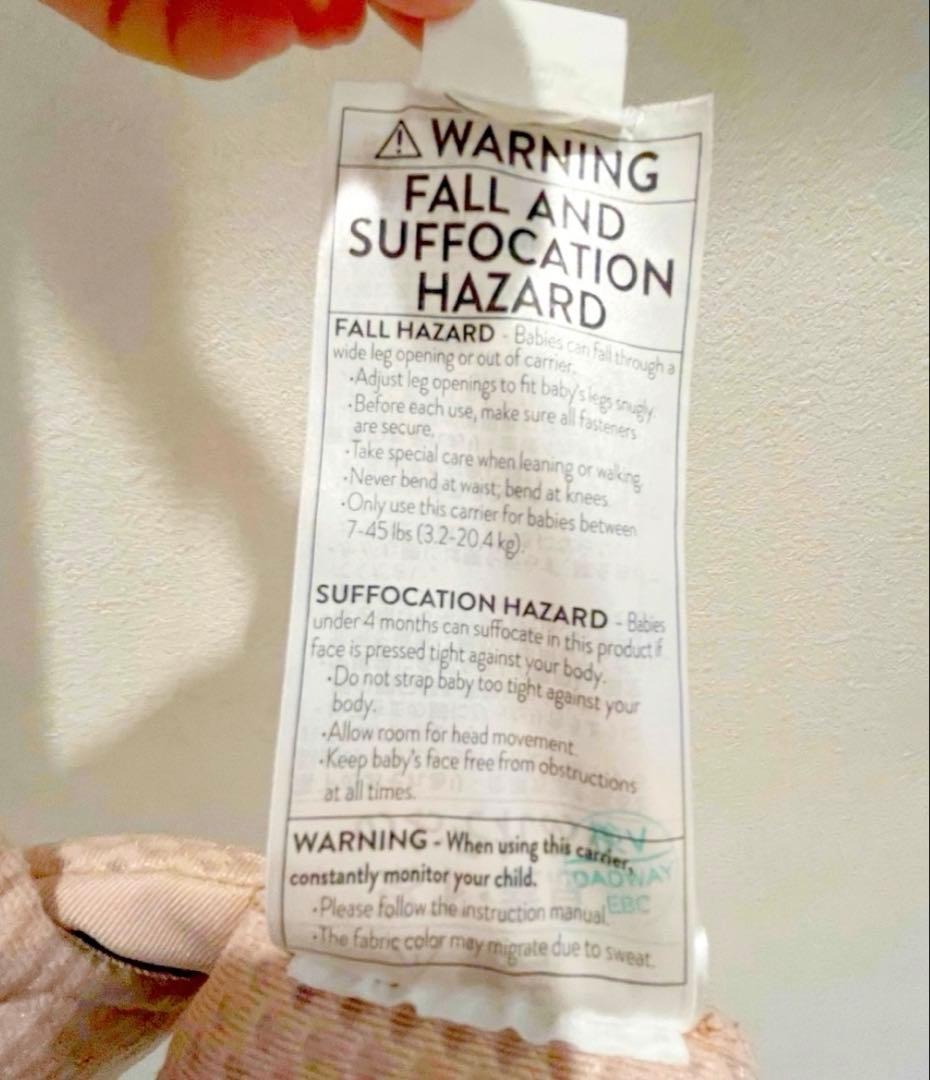 WARNING
FALL AND
SUFFOCATION
HAZARD
FALL HAZARD - Babies can fall through a
wide leg opening or out of carrier.
•Adjust leg openings to fit baby's legs snugly.
•Before each use, make sure all fasteners
are secure.
•Take special care when leaning or walking.
•Never bend at waist; bend at knees.
•Only use this carrier for babies between
7-45 lbs (3.2-20.4 kg).
SUFFOCATION HAZARD - Babies
under 4 months can suffocate in this product if
face is pressed tight against your body.
•Do not strap baby too tight against your
body.
•Allow room for head movement.
•Keep baby's face free from obstructions
at all times.
WARNING - When using this carrier,
constantly monitor your child.
•Please follow the instruction manual.
•The fabric color may migrate due to sweat.
EBC